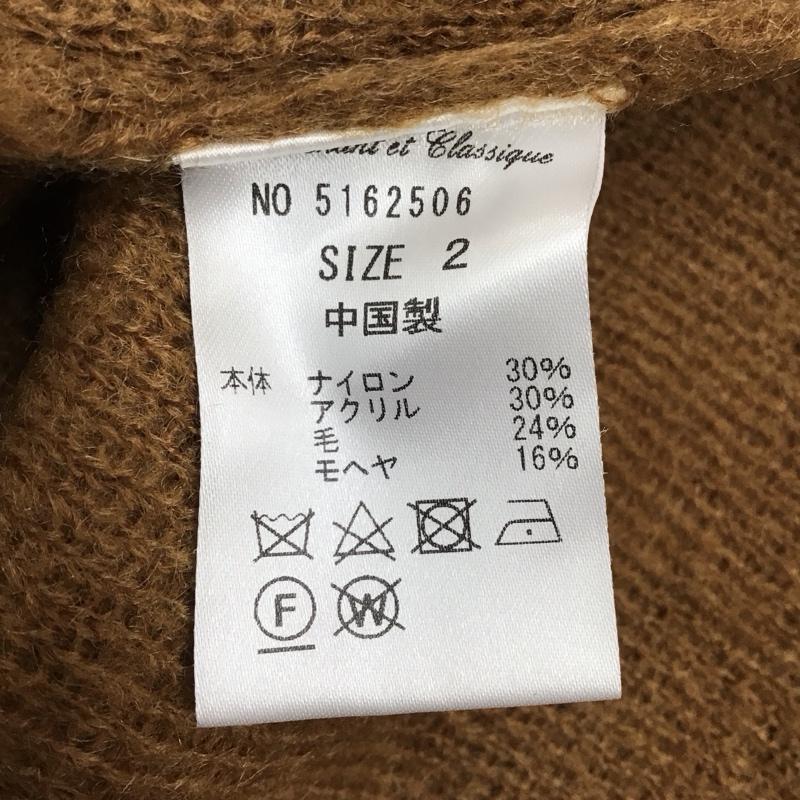 et Classique
NO 5162506
SIZE 2
中国製
本体 ナイロン 30%
アクリル 30%
毛 24%
モヘヤ 16%
F
W